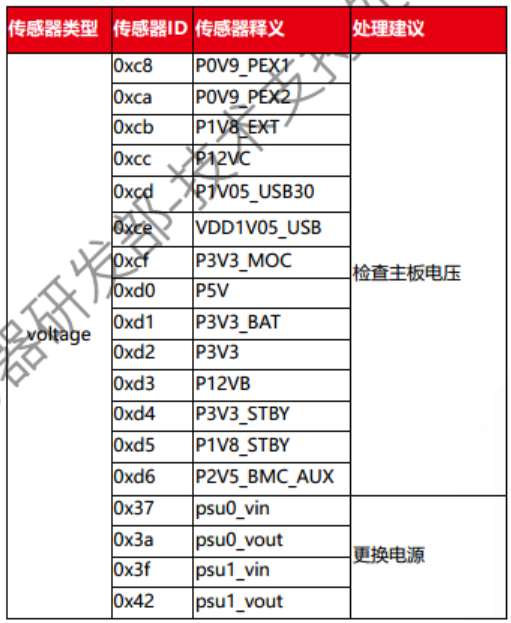 传感器类型 传感器ID 传感器释义 处理建议
voltage 0xc8 P0V9_PEX1 检查主板电压
0xca P0V9_PEX2
0xcb P1V8_EXT
0xcc P12VC
0xcd P1V05_USB30
0xce VDD1V05_USB
0xcf P3V3_MOC
0xd0 P5V
0xd1 P3V3_BAT
0xd2 P3V3
0xd3 P12VB
0xd4 P3V3_STBY
0xd5 P1V8_STBY
0xd6 P2V5_BMC_AUX
0x37 psu0_vin 更换电源
0x3a psu0_vout
0x3f psu1_vin
0x42 psu1_vout
器研发部-技术支持